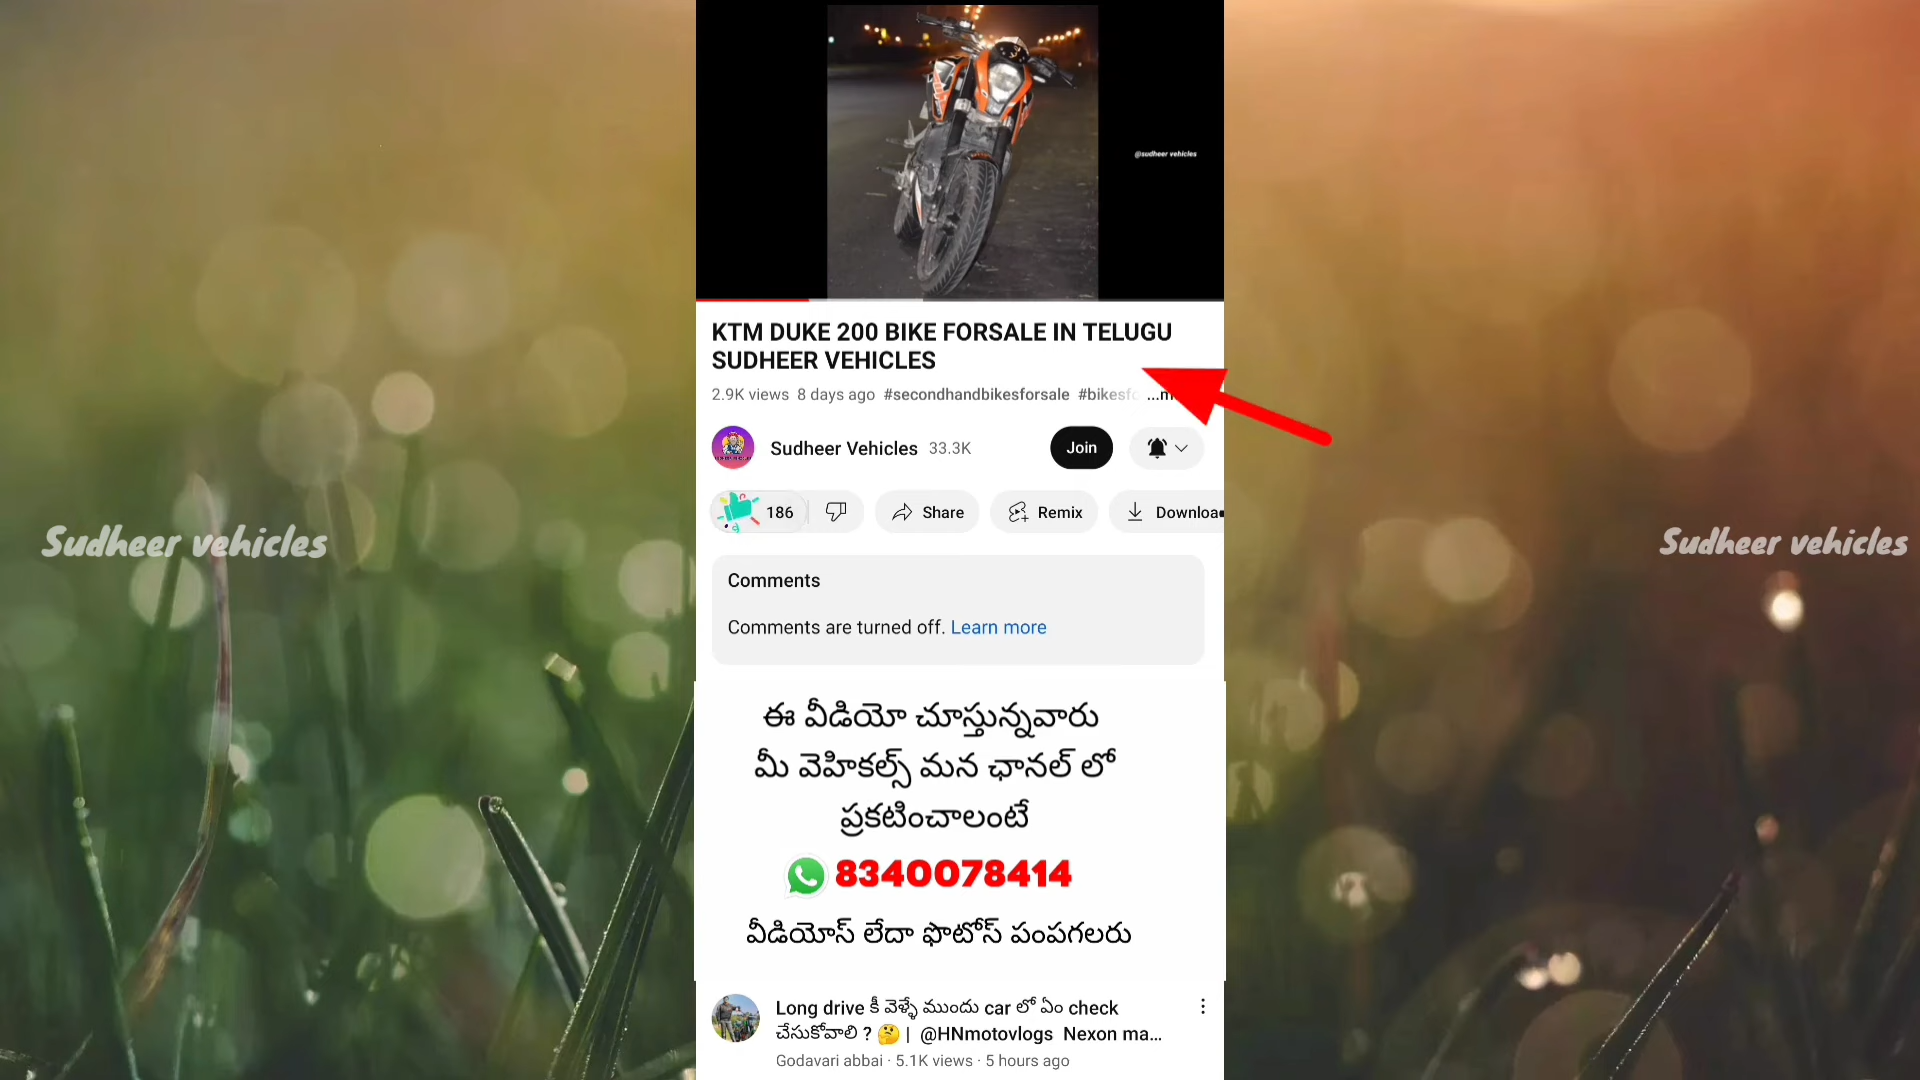 @sudheer vehicles
KTM DUKE 200 BIKE FORSALE IN TELUGU
SUDHEER VEHICLES
2.9K views 8 days ago #secondhandbikesforsale #bikesfo ...m
Sudheer Vehicles 33.3K Join
186 Share Remix Downloa
Sudheer vehicles
Sudheer vehicles
Comments
Comments are turned off. Learn more
ఈ వీడియో చూస్తున్నవారు
మీ వెహికల్స్ మన ఛానల్ లో
ప్రకటించాలంటే
8340078414
వీడియోస్ లేదా ఫొటోస్ పంపగలరు
Long drive కీ వెళ్ళే ముందు car లో ఏం check
చేసుకోవాలి ? 🤔 | @HNmotovlogs Nexon ma...
Godavari abbai · 5.1K views · 5 hours ago